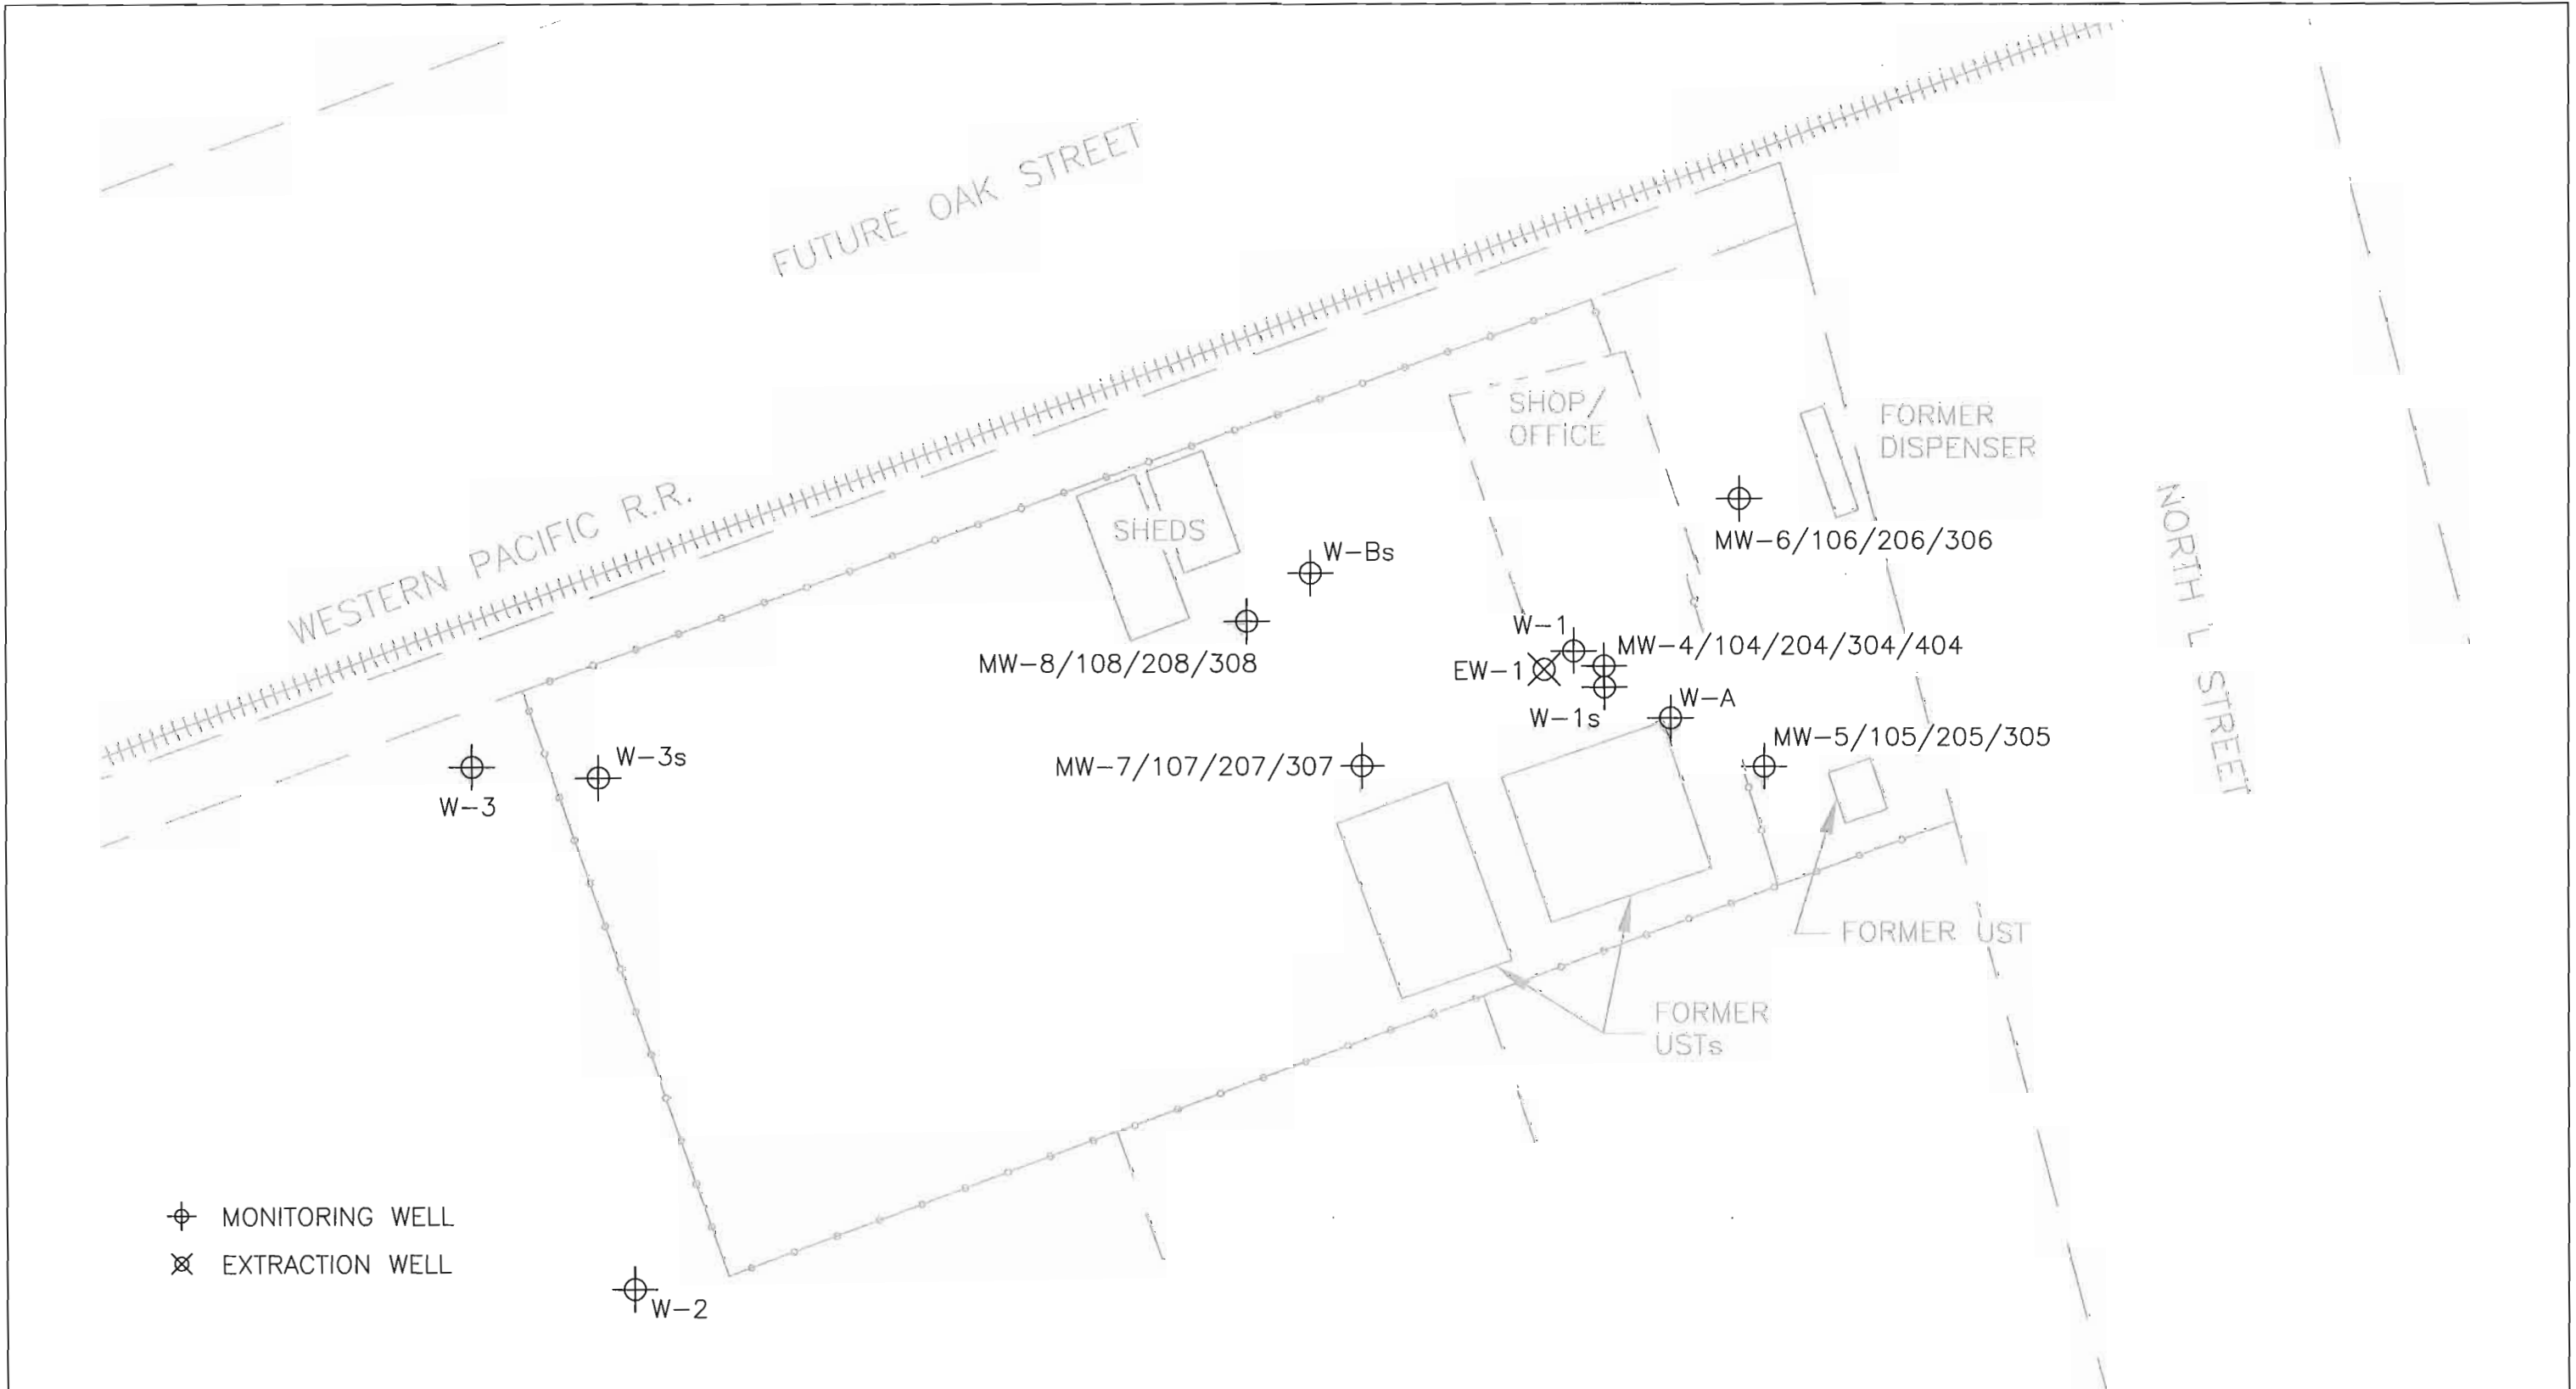 FUTURE OAK STREET
WESTERN PACIFIC R.R.
SHOP/
OFFICE
FORMER
DISPENSER
SHEDS
W-Bs
MW-6/106/206/306
MW-8/108/208/308
W-1
MW-4/104/204/304/404
EW-1
W-1s
W-A
NORTH 'L' STREET
W-3s
W-3
MW-7/107/207/307
MW-5/105/205/305
FORMER UST
FORMER
USTs
MONITORING WELL
EXTRACTION WELL
W-2